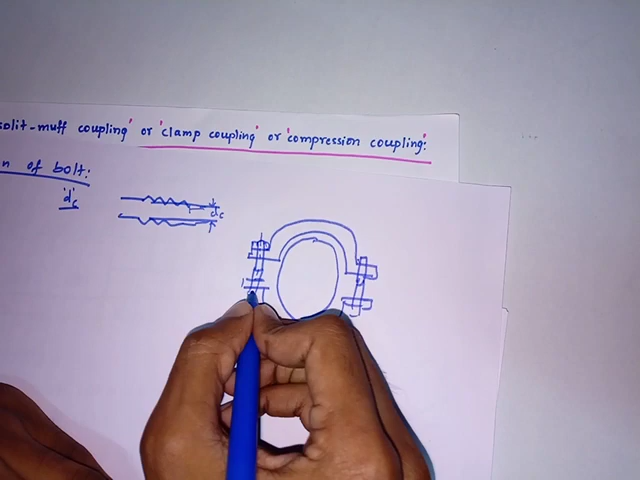 split-muff coupling' or 'clamp coupling' or 'compression coupling':
n of bolt:
'dc'
dc